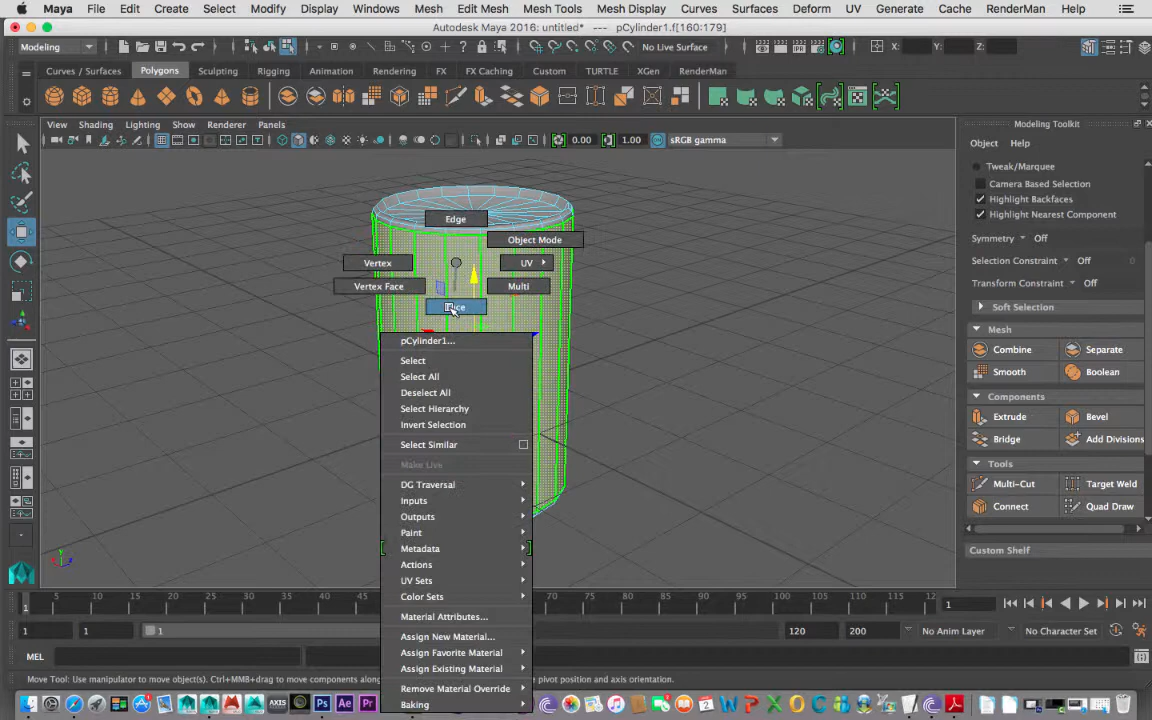 Maya File Edit Create Select Modify Display Windows Mesh Edit Mesh Mesh Tools Mesh Display Curves Surfaces Deform UV Generate Cache RenderMan Help
Autodesk Maya 2016: untitled* --- pCylinder1.f[160:179]
Modeling No Live Surface X: Y: Z:
Curves / Surfaces Polygons Sculpting Rigging Animation Rendering FX FX Caching Custom TURTLE XGen RenderMan
View Shading Lighting Show Renderer Panels
0.00 1.00 sRGB gamma
Modeling Toolkit
Object Help
Tweak/Marquee
Camera Based Selection
Highlight Backfaces
Highlight Nearest Component
Symmetry Off
Selection Constraint Off
Transform Constraint Off
Soft Selection
Mesh
Combine Separate
Smooth Boolean
Components
Extrude Bevel
Bridge Add Divisions
Tools
Multi-Cut Target Weld
Connect Quad Draw
Custom Shelf
Edge
Object Mode
Vertex UV
Vertex Face Multi
pCylinder1...
Select
Select All
Deselect All
Select Hierarchy
Invert Selection
Select Similar
Make Live
DG Traversal
Inputs
Outputs
Paint
Metadata
Actions
UV Sets
Color Sets
Material Attributes...
Assign New Material...
Assign Favorite Material
Assign Existing Material
Remove Material Override
Baking
1 5 10 15 20 25 30 35 40 45 50 75 80 85 90 95 100 105 110 115 12 1
1 1 1 120 200 No Anim Layer No Character Set
MEL
Move Tool: Use manipulator to move object(s). Ctrl+MMB+drag to move components along pivot position and axis orientation.
AXIS Ps Ae Pr